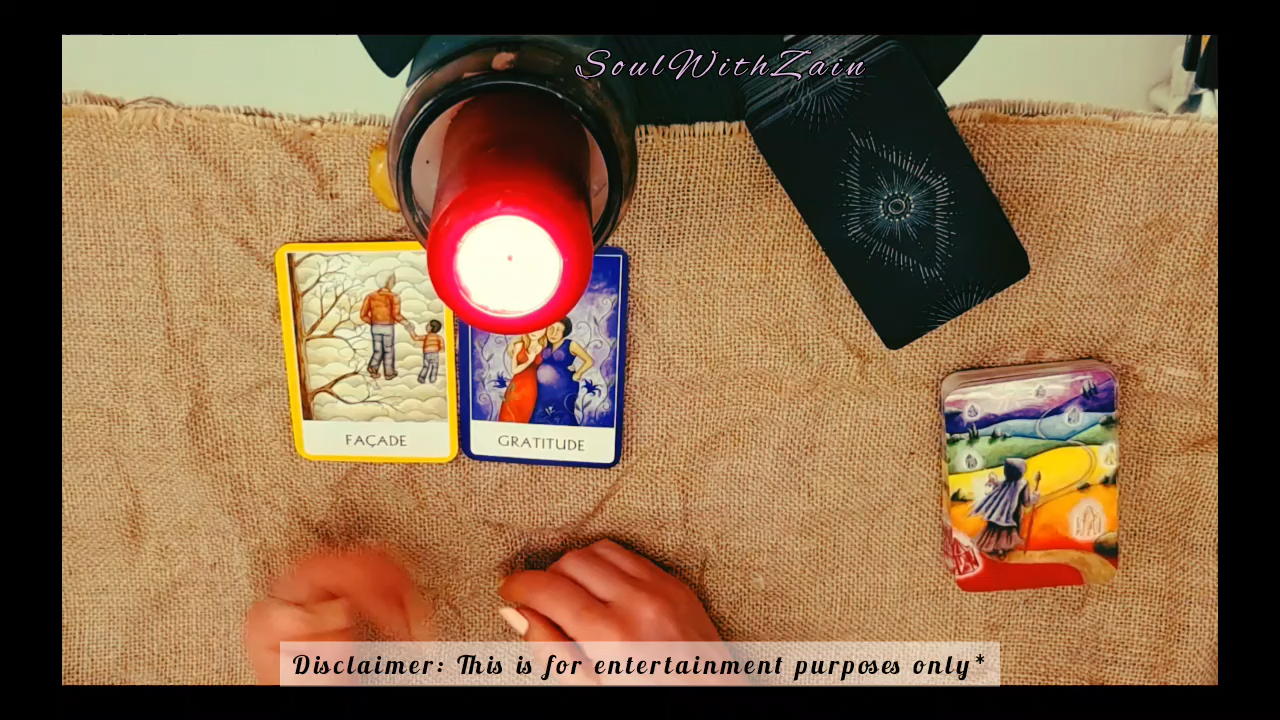 SoulWithZain
FAÇADE
GRATITUDE
Disclaimer: This is for entertainment purposes only*